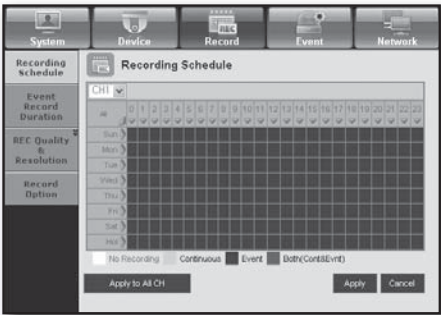 System Device Record Event Network
REC
Recording
Schedule
Event
Record
Duration
REC Quality
&
Resolution
Record
Option
Recording Schedule
CH1
All 0 1 2 3 4 5 6 7 8 9 10 11 12 13 14 15 16 17 18 19 20 21 22 23
Sun
Mon
Tue
Wed
Thu
Fri
Sat
Hol
No Recording Continuous Event Both(Cont&Evnt)
Apply to All CH Apply Cancel